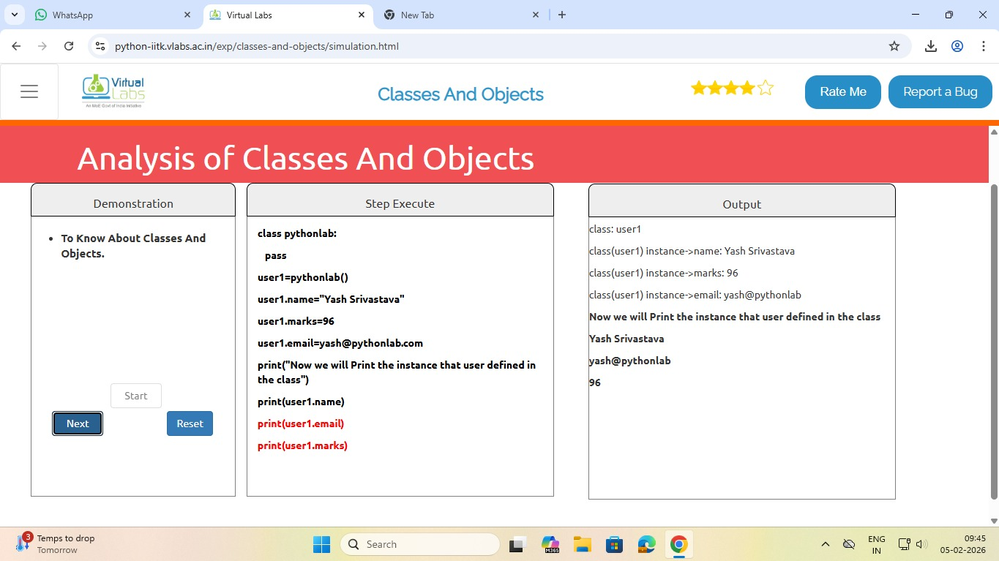 WhatsApp
Virtual Labs
New Tab
python-iitk.vlabs.ac.in/exp/classes-and-objects/simulation.html
Virtual
Labs
An MoE Govt of India Initiative
Classes And Objects
Rate Me
Report a Bug
Analysis of Classes And Objects
Demonstration
To Know About Classes And
Objects.
Start
Next
Reset
Step Execute
class pythonlab:
pass
user1=pythonlab()
user1.name="Yash Srivastava"
user1.marks=96
user1.email=yash@pythonlab.com
print("Now we will Print the instance that user defined in
the class")
print(user1.name)
print(user1.email)
print(user1.marks)
Output
class: user1
class(user1) instance->name: Yash Srivastava
class(user1) instance->marks: 96
class(user1) instance->email: yash@pythonlab
Now we will Print the instance that user defined in the class
Yash Srivastava
yash@pythonlab
96
3
Temps to drop
Tomorrow
Search
M365
ENG
IN
09:45
05-02-2026